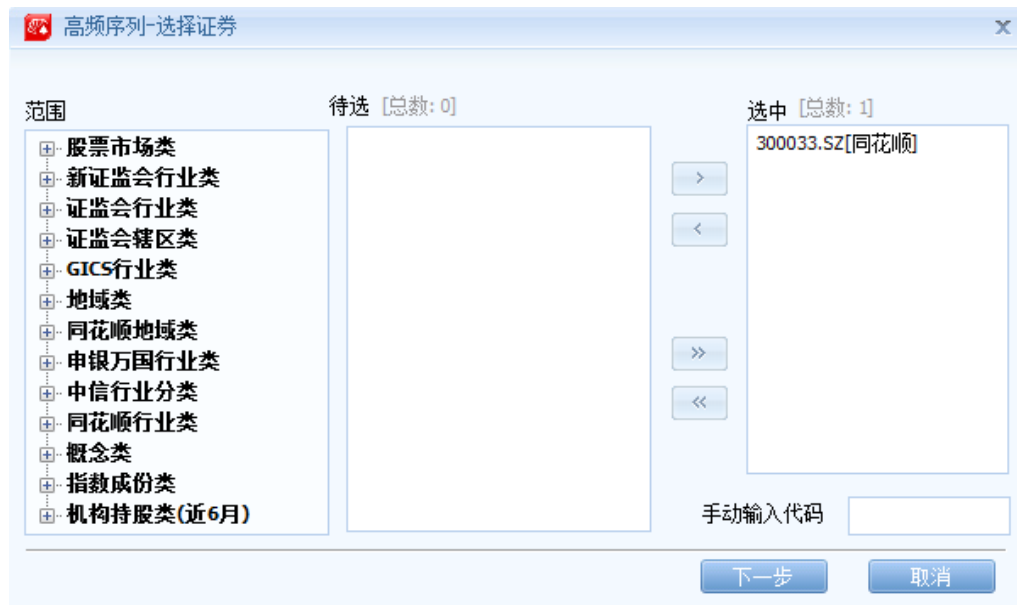 高频序列-选择证券
范围
待选 [总数: 0]
选中 [总数: 1]
股票市场类
新证监会行业类
证监会行业类
证监会辖区类
GICS行业类
地域类
同花顺地域类
申银万国行业类
中信行业分类
同花顺行业类
概念类
指数成份类
机构持股类(近6月)
300033.SZ[同花顺]
手动输入代码
下一步
取消